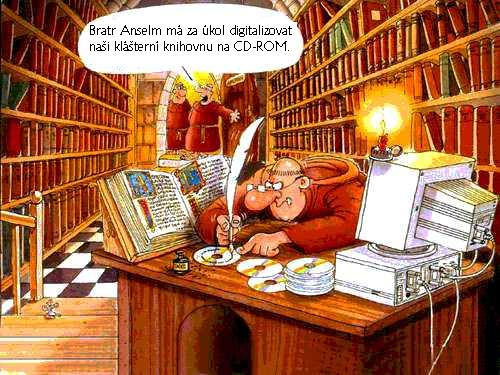 Bratr Anselm má za úkol digitalizovat
naši klášterní knihovnu na CD-ROM.